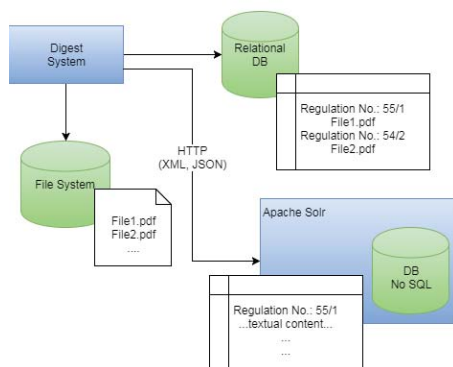 Digest
System
Relational
DB
Regulation No.: 55/1
File1.pdf
Regulation No.: 54/2
File2.pdf
HTTP
(XML, JSON)
File System
File1.pdf
File2.pdf
....
Apache Solr
DB
No SQL
Regulation No.: 55/1
...textual content...
...
...